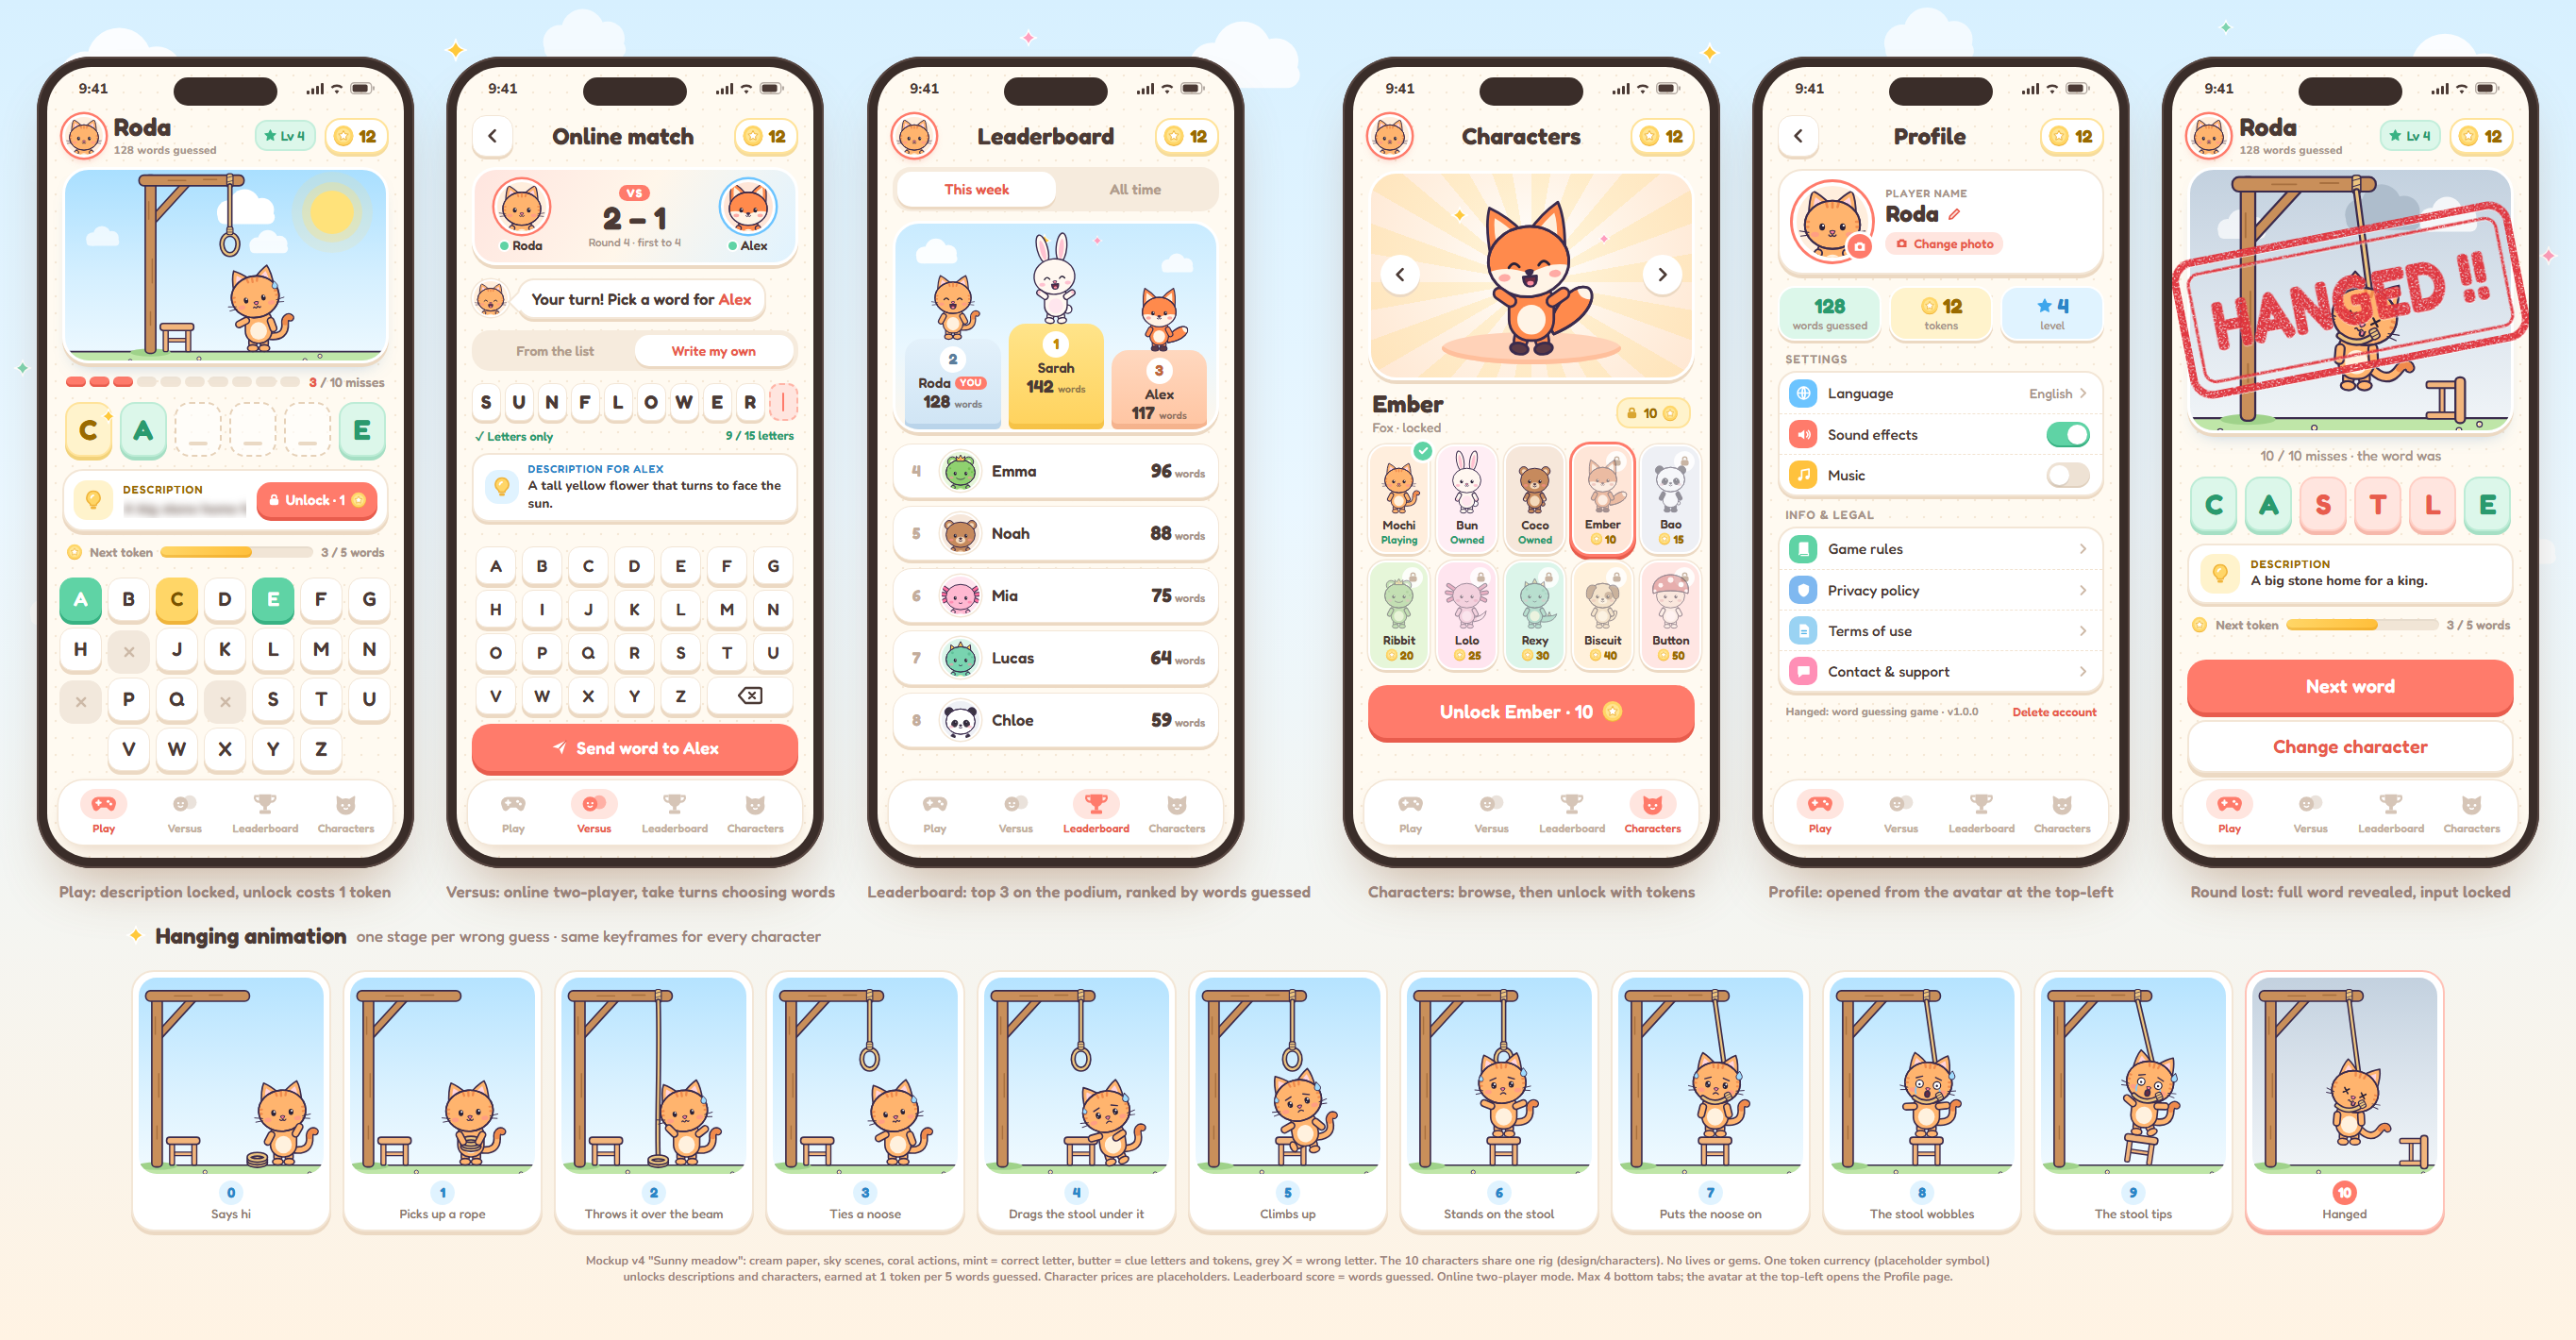 9:41
Roda
128 words guessed
Lv 4
12
3 / 10 misses
C
A
_
_
_
E
DESCRIPTION
Unlock · 1
Next token
3 / 5 words
A B C D E F G
H × J K L M N
× P Q × S T U
V W X Y Z
Play
Versus
Leaderboard
Characters
Play: description locked, unlock costs 1 token
9:41
Online match
12
VS
2 – 1
Round 4 · first to 4
Roda
Alex
Your turn! Pick a word for Alex
From the list
Write my own
S U N F L O W E R
✓ Letters only
9 / 15 letters
DESCRIPTION FOR ALEX
A tall yellow flower that turns to face the
sun.
A B C D E F G
H I J K L M N
O P Q R S T U
V W X Y Z
Send word to Alex
Play
Versus
Leaderboard
Characters
Versus: online two-player, take turns choosing words
9:41
Leaderboard
12
This week
All time
2
Roda YOU
128 words
1
Sarah
142 words
3
Alex
117 words
4 Emma 96 words
5 Noah 88 words
6 Mia 75 words
7 Lucas 64 words
8 Chloe 59 words
Play
Versus
Leaderboard
Characters
Leaderboard: top 3 on the podium, ranked by words guessed
9:41
Characters
12
Ember
Fox · locked
10
Mochi
Playing
Bun
Owned
Coco
Owned
Ember
10
Bao
15
Ribbit
20
Lolo
25
Rexy
30
Biscuit
40
Button
50
Unlock Ember · 10
Play
Versus
Leaderboard
Characters
Characters: browse, then unlock with tokens
9:41
Profile
12
PLAYER NAME
Roda
Change photo
128
words guessed
12
tokens
4
level
SETTINGS
Language
English
Sound effects
Music
INFO & LEGAL
Game rules
Privacy policy
Terms of use
Contact & support
Hanged: word guessing game · v1.0.0
Delete account
Play
Versus
Leaderboard
Characters
Profile: opened from the avatar at the top-left
9:41
Roda
128 words guessed
Lv 4
12
HANGED !!
10 / 10 misses · the word was
C A S T L E
DESCRIPTION
A big stone home for a king.
Next token
3 / 5 words
Next word
Change character
Play
Versus
Leaderboard
Characters
Round lost: full word revealed, input locked
Hanging animation one stage per wrong guess · same keyframes for every character
0
Says hi
1
Picks up a rope
2
Throws it over the beam
3
Ties a noose
4
Drags the stool under it
5
Climbs up
6
Stands on the stool
7
Puts the noose on
8
The stool wobbles
9
The stool tips
10
Hanged
Mockup v4 "Sunny meadow": cream paper, sky scenes, coral actions, mint = correct letter, butter = clue letters and tokens, grey ✕ = wrong letter. The 10 characters share one rig (design/characters). No lives or gems. One token currency (placeholder symbol)
unlocks descriptions and characters, earned at 1 token per 5 words guessed. Character prices are placeholders. Leaderboard score = words guessed. Online two-player mode. Max 4 bottom tabs; the avatar at the top-left opens the Profile page.